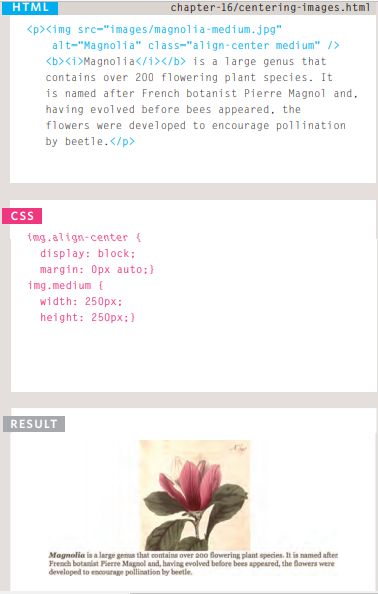 HTML chapter-16/centering-images.html
<p><img src="images/magnolia-medium.jpg"
alt="Magnolia" class="align-center medium" />
<b><i>Magnolia</i></b> is a large genus that
contains over 200 flowering plant species. It
is named after French botanist Pierre Magnol and,
having evolved before bees appeared, the
flowers were developed to encourage pollination
by beetle.</p>
CSS
img.align-center {
display: block;
margin: 0px auto;}
img.medium {
width: 250px;
height: 250px;}
RESULT
Magnolia is a large genus that contains over 200 flowering plant species. It is named after
French botanist Pierre Magnol and, having evolved before bees appeared, the flowers were
developed to encourage pollination by beetle.